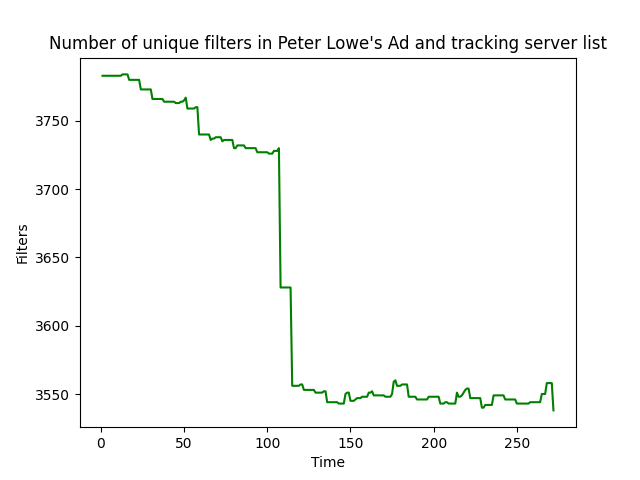 Number of unique filters in Peter Lowe's Ad and tracking server list
3750
3700
3650
3600
3550
Filters
0 50 100 150 200 250
Time